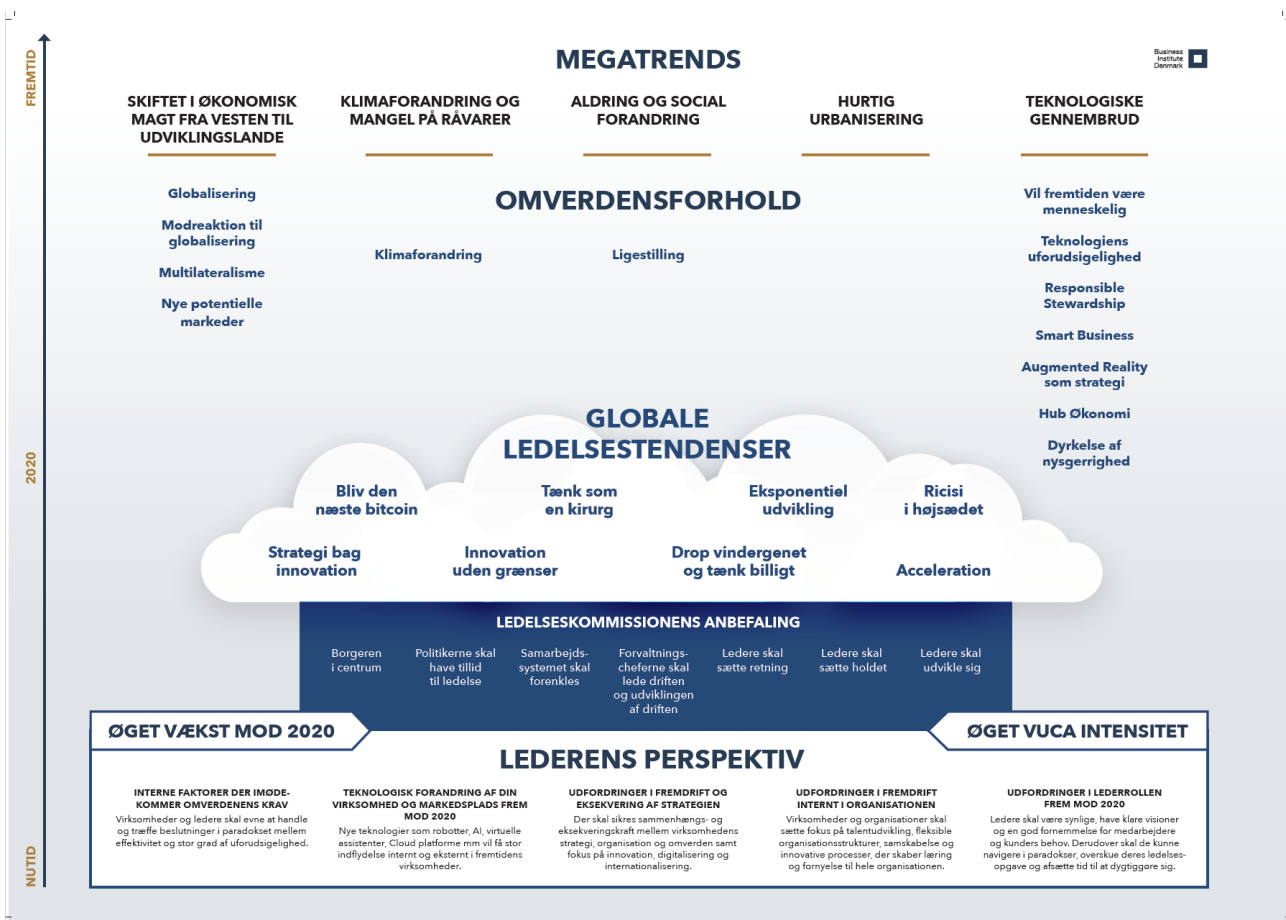 FREMTID
2020
NUTID
MEGATRENDS
Business
Institute
Denmark
SKIFTET I ØKONOMISK
MAGT FRA VESTEN TIL
UDVIKLINGSLANDE
KLIMAFORANDRING OG
MANGEL PÅ RÅVARER
ALDRING OG SOCIAL
FORANDRING
HURTIG
URBANISERING
TEKNOLOGISKE
GENNEMBRUD
OMVERDENSFORHOLD
Globalisering
Modreaktion til
globalisering
Multilateralisme
Nye potentielle
markeder
Klimaforandring
Ligestilling
Vil fremtiden være
menneskelig
Teknologiens
uforudsigelighed
Responsible
Stewardship
Smart Business
Augmented Reality
som strategi
Hub Økonomi
Dyrkelse af
nysgerrighed
GLOBALE
LEDELSESTENDENSER
Bliv den
næste bitcoin
Tænk som
en kirurg
Eksponentiel
udvikling
Ricisi
i højsædet
Strategi bag
innovation
Innovation
uden grænser
Drop vindergenet
og tænk billigt
Acceleration
LEDELSESKOMMISSIONENS ANBEFALING
Borgeren
i centrum
Politikerne skal
have tillid
til ledelse
Samarbejds-
systemet skal
forenkles
Forvaltnings-
cheferne skal
lede driften
og udviklingen
af driften
Ledere skal
sætte retning
Ledere skal
sætte holdet
Ledere skal
udvikle sig
ØGET VÆKST MOD 2020
ØGET VUCA INTENSITET
LEDERENS PERSPEKTIV
INTERNE FAKTORER DER IMØDE-
KOMMER OMVERDENENS KRAV
Virksomheder og ledere skal evne at handle
og træffe beslutninger i paradokset mellem
effektivitet og stor grad af uforudsigelighed.
TEKNOLOGISK FORANDRING AF DIN
VIRKSOMHED OG MARKEDSPLADS FREM
MOD 2020
Nye teknologier som robotter, AI, virtuelle
assistenter, Cloud platforme mm vil få stor
indflydelse internt og eksternt i fremtidens
virksomheder.
UDFORDRINGER I FREMDRIFT OG
EKSEKVERING AF STRATEGIEN
Der skal sikres sammenhængs- og
eksekveringskraft mellem virksomhedens
strategi, organisation og omverden samt
fokus på innovation, digitalisering og
internationalisering.
UDFORDRINGER I FREMDRIFT
INTERNT I ORGANISATIONEN
Virksomheder og organisationer skal
sætte fokus på talentudvikling, fleksible
organisationsstrukturer, samskabelse og
innovative processer, der skaber læring
og fornyelse til hele organisationen.
UDFORDRINGER I LEDERROLLEN
FREM MOD 2020
Ledere skal være synlige, have klare visioner
og en god fornemmelse for medarbejdere
og kunders behov. Derudover skal de kunne
navigere i paradokser, overskue deres ledelses-
opgave og afsætte tid til at dygtiggøre sig.